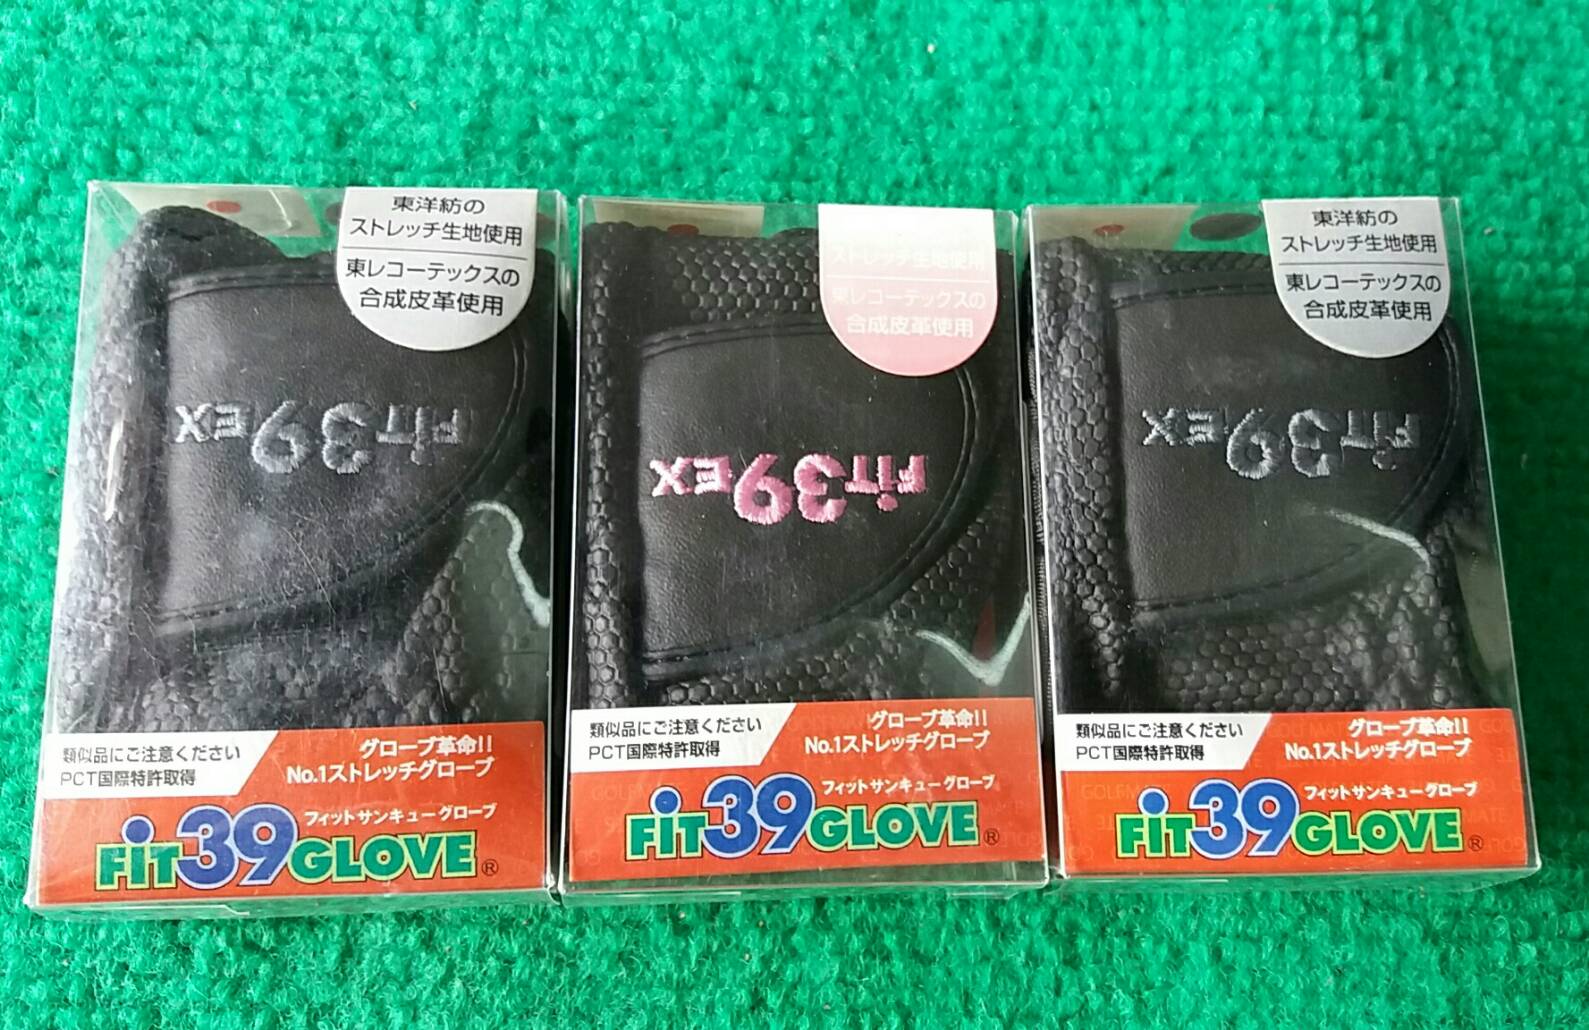 東洋紡の
ストレッチ生地使用
東レコーテックスの
合成皮革使用
FiT39EX
類似品にご注意ください
PCT国際特許取得
グローブ革命!!
No.1ストレッチグローブ
フィットサンキューグローブ
FiT39GLOVE®
ストレッチ生地使用
東レコーテックスの
合成皮革使用
FiT39EX
類似品にご注意ください
PCT国際特許取得
グローブ革命!!
No.1ストレッチグローブ
フィットサンキューグローブ
FiT39GLOVE®
東洋紡の
ストレッチ生地使用
東レコーテックスの
合成皮革使用
FiT39EX
類似品にご注意ください
PCT国際特許取得
グローブ革命!!
No.1ストレッチグローブ
フィットサンキューグローブ
FiT39GLOVE®